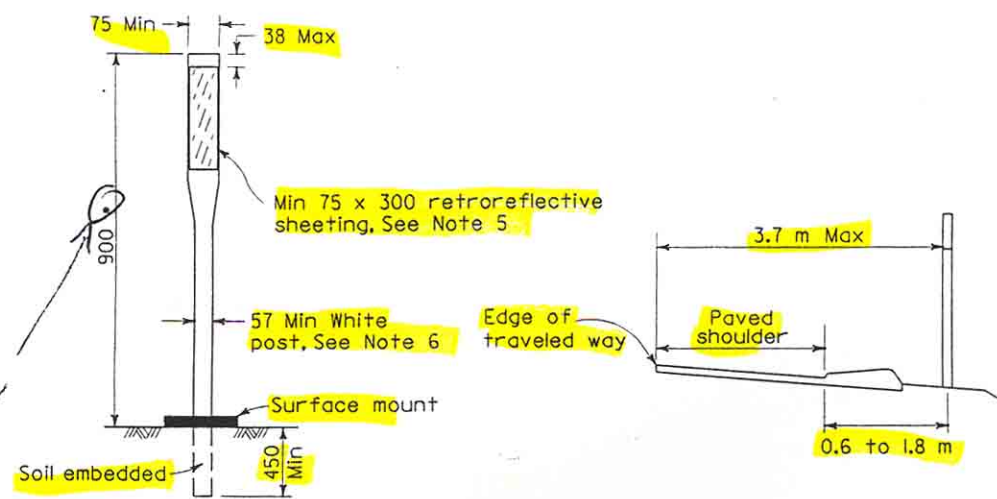 75 Min
38 Max
900
Min 75 x 300 retroreflective
sheeting. See Note 5
57 Min White
post. See Note 6
Surface mount
450
Min
Soil embedded
3.7 m Max
Edge of
traveled way
Paved
shoulder
0.6 to 1.8 m